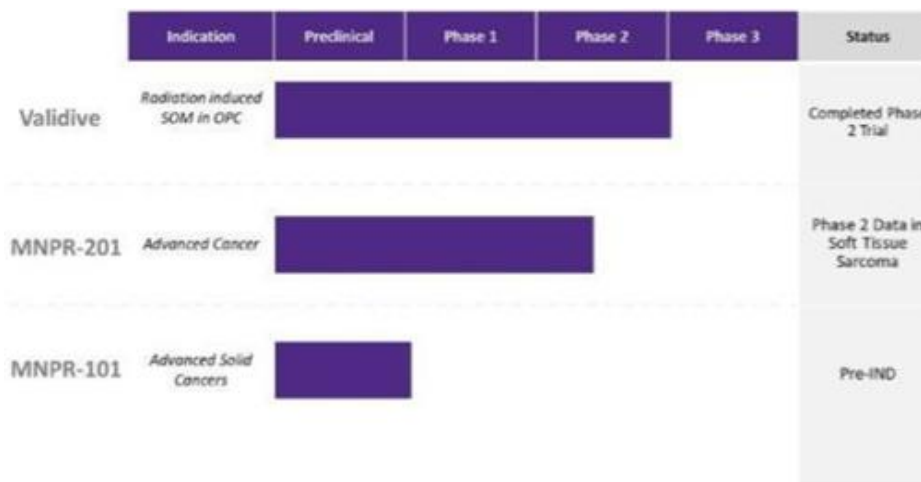 Indication Preclinical Phase 1 Phase 2 Phase 3 Status
Validive
Radiation induced
SOM in OPC
Completed Phase
2 Trial
MNPR-201
Advanced Cancer
Phase 2 Data in
Soft Tissue
Sarcoma
MNPR-101
Advanced Solid
Cancers
Pre-IND